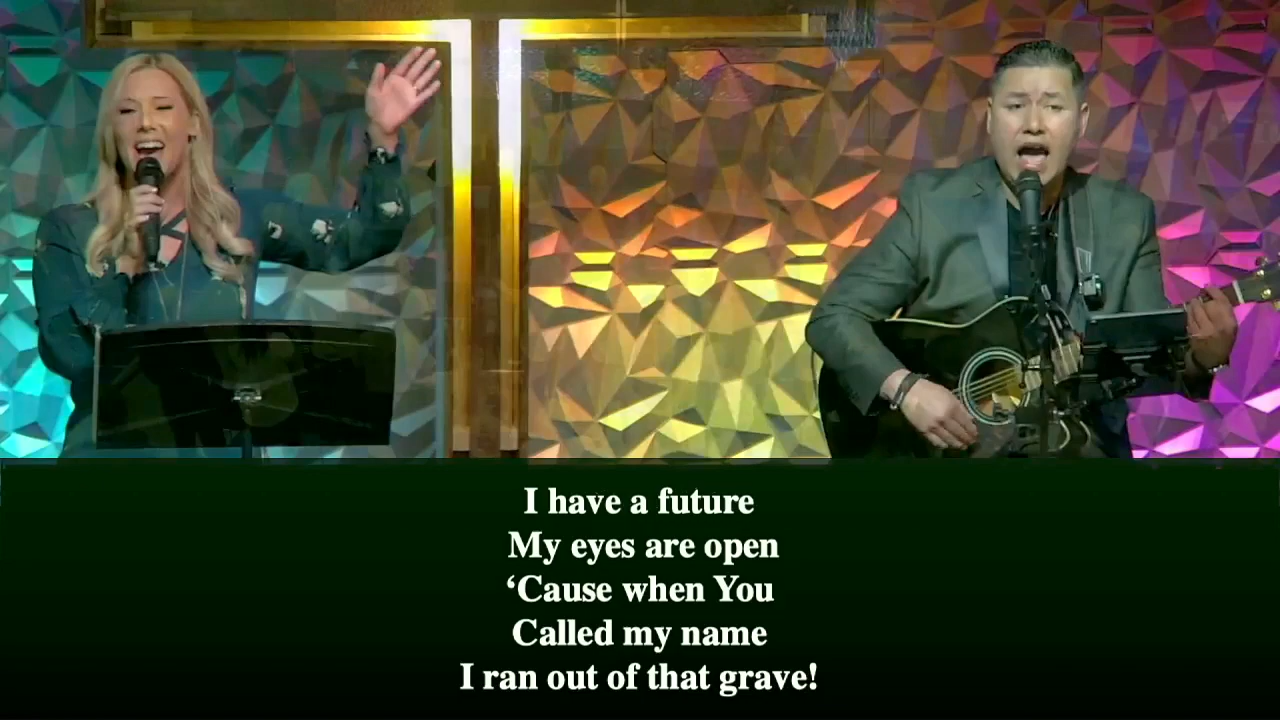 I have a future
My eyes are open
‘Cause when You
Called my name
I ran out of that grave!